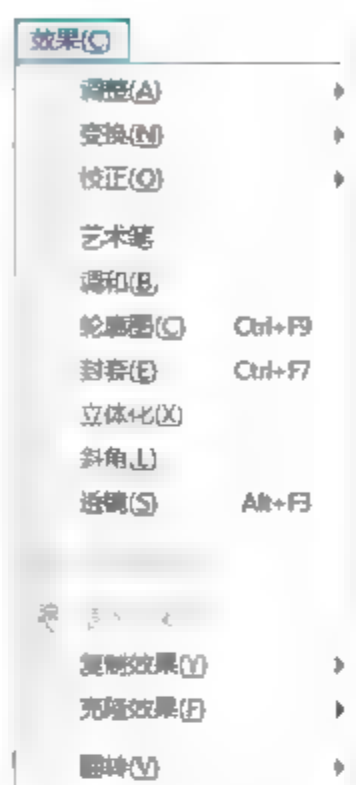 效果(C)
调整(A)
变换(N)
校正(O)
艺术笔
调和(B)
轮廓图(C) Ctrl+F9
封套(E) Ctrl+F7
立体化(X)
斜角(L)
透镜(S) Alt+F3
复制效果(Y)
克隆效果(F)
翻转(V)